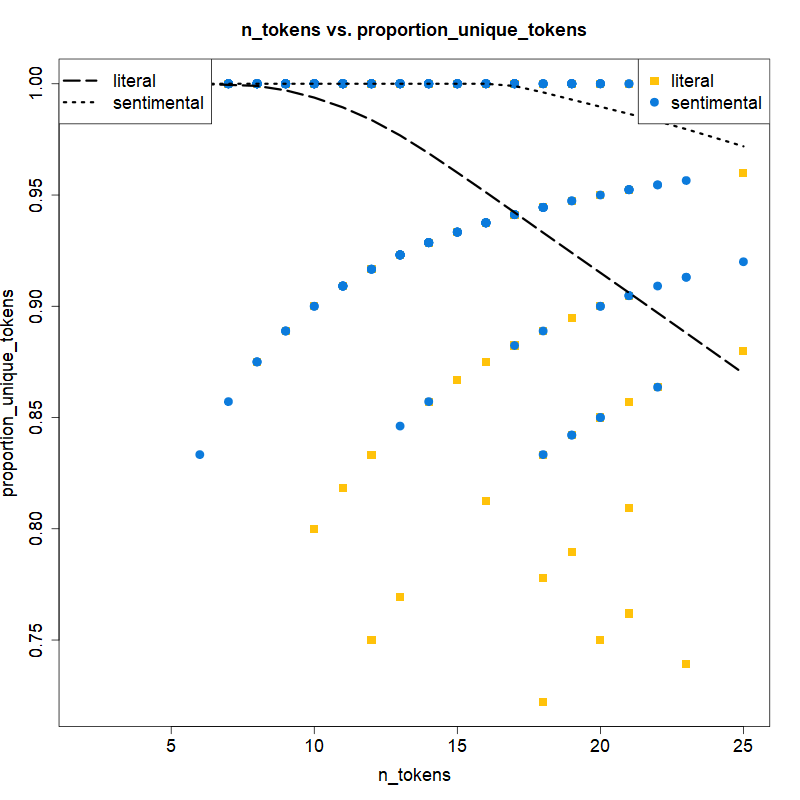 n_tokens vs. proportion_unique_tokens
literal
sentimental
literal
sentimental
proportion_unique_tokens
1.00
0.95
0.90
0.85
0.80
0.75
5 10 15 20 25
n_tokens